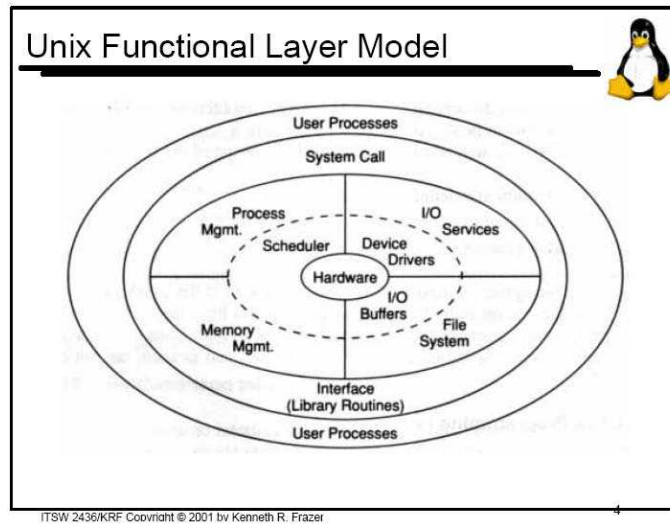 Unix Functional Layer Model
User Processes
System Call
Process
Mgmt.
I/O
Services
Scheduler
Device
Drivers
Hardware
I/O
Buffers
Memory
Mgmt.
File
System
Interface
(Library Routines)
User Processes
ITSW 2436/KRF Copyright © 2001 by Kenneth R. Frazer
4